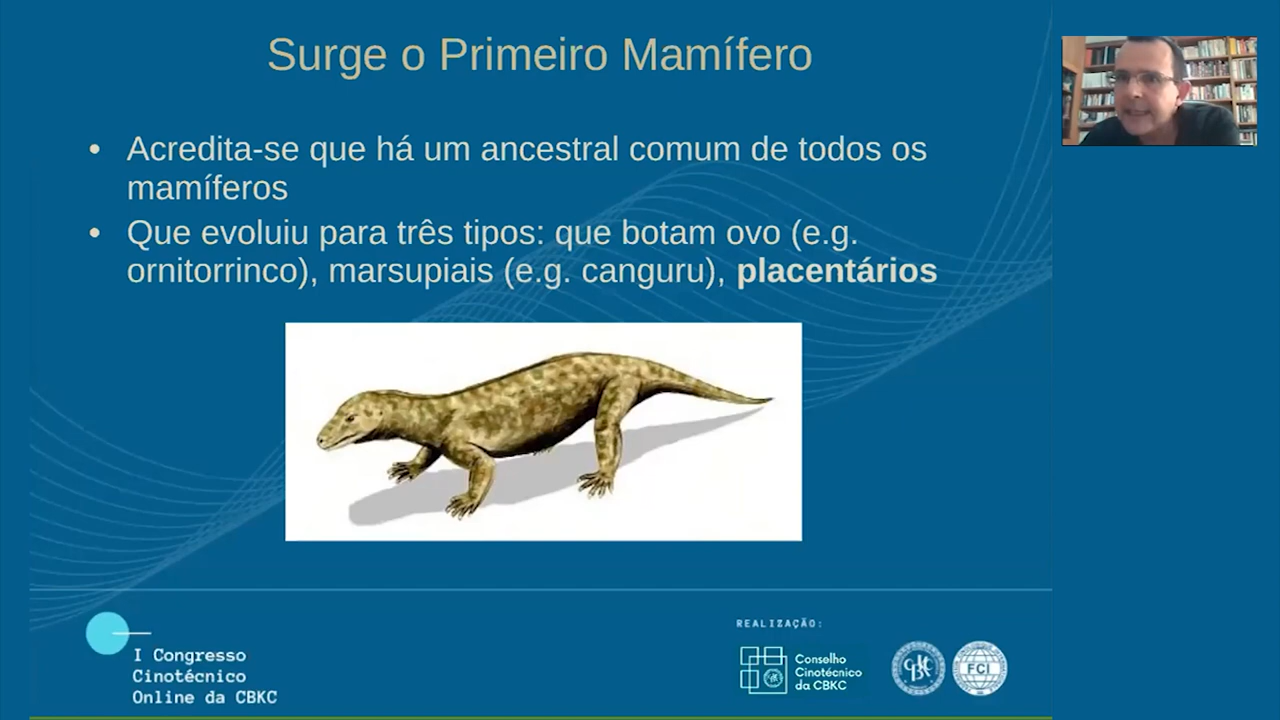 Surge o Primeiro Mamífero
• Acredita-se que há um ancestral comum de todos os
mamíferos
• Que evoluiu para três tipos: que botam ovo (e.g.
ornitorrinco), marsupiais (e.g. canguru), placentários
I Congresso
Cinotécnico
Online da CBKC
REALIZAÇÃO:
Conselho
Cinotécnico
da CBKC
CBKC
FCI